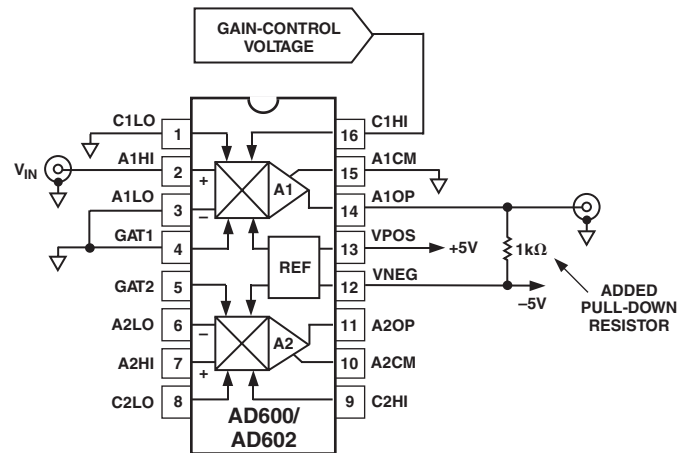 GAIN-CONTROL
VOLTAGE
C1LO
1
16
C1HI
VIN
A1HI
2
+
A1
15
A1CM
A1LO
3
–
14
A1OP
GAT1
4
REF
13
VPOS
+5V
1kΩ
GAT2
5
12
VNEG
–5V
ADDED
PULL-DOWN
RESISTOR
A2LO
6
–
A2
11
A2OP
A2HI
7
+
10
A2CM
C2LO
8
9
C2HI
AD600/
AD602